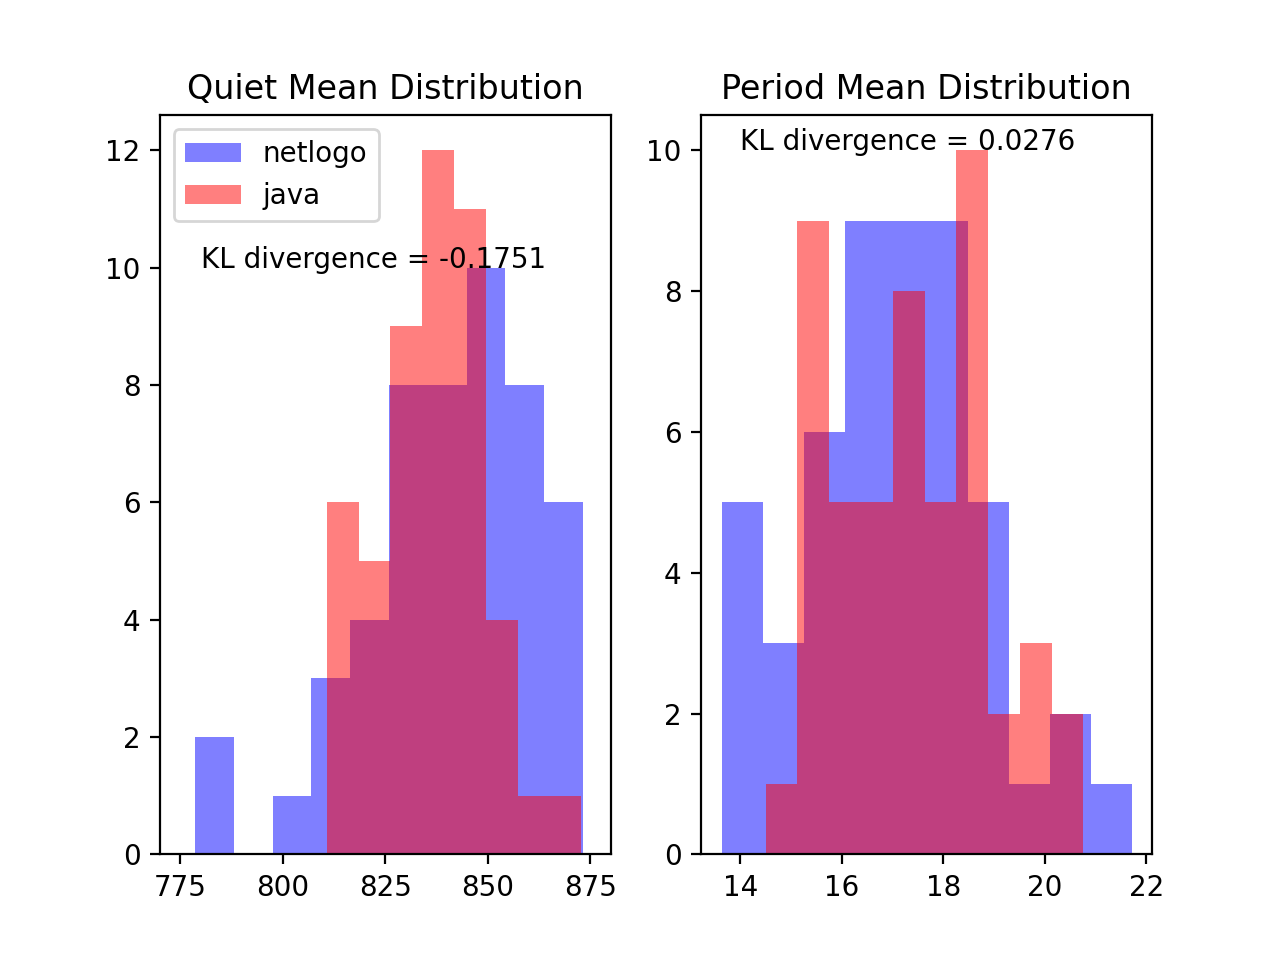 Quiet Mean Distribution
netlogo
java
KL divergence = -0.1751
12
10
8
6
4
2
0
775 800 825 850 875
Period Mean Distribution
KL divergence = 0.0276
10
8
6
4
2
0
14 16 18 20 22